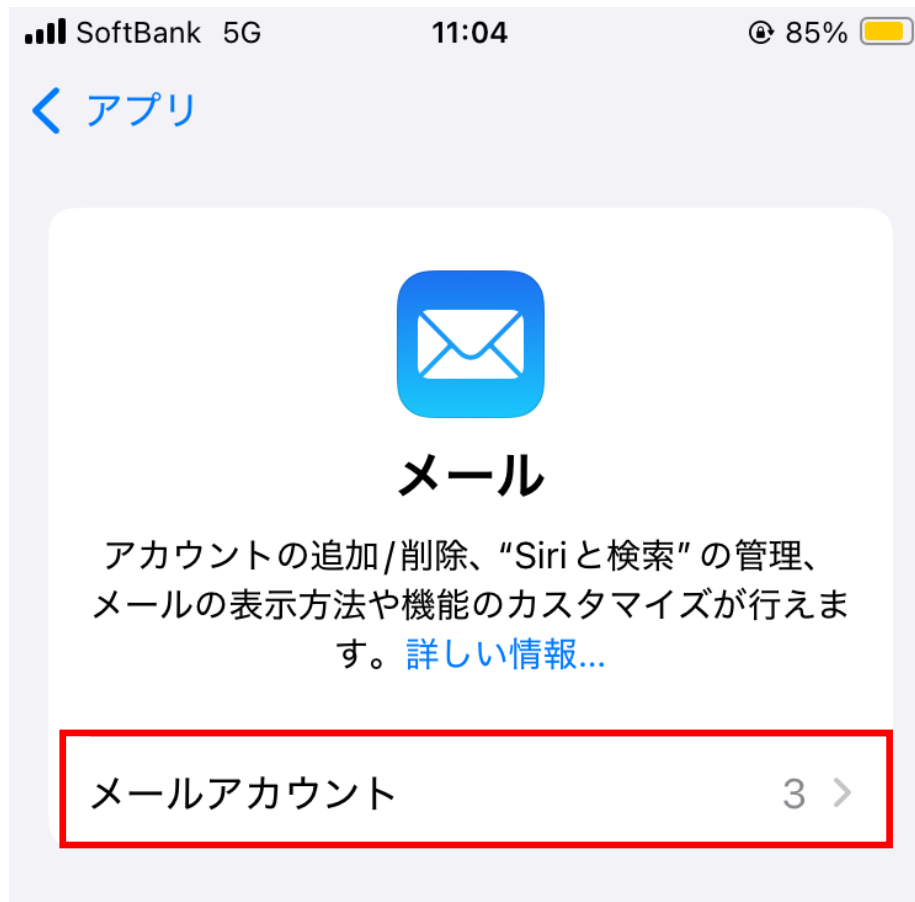 SoftBank 5G 11:04 85%
アプリ
メール
アカウントの追加/削除、“Siriと検索” の管理、
メールの表示方法や機能のカスタマイズが行えま
す。詳しい情報...
メールアカウント 3